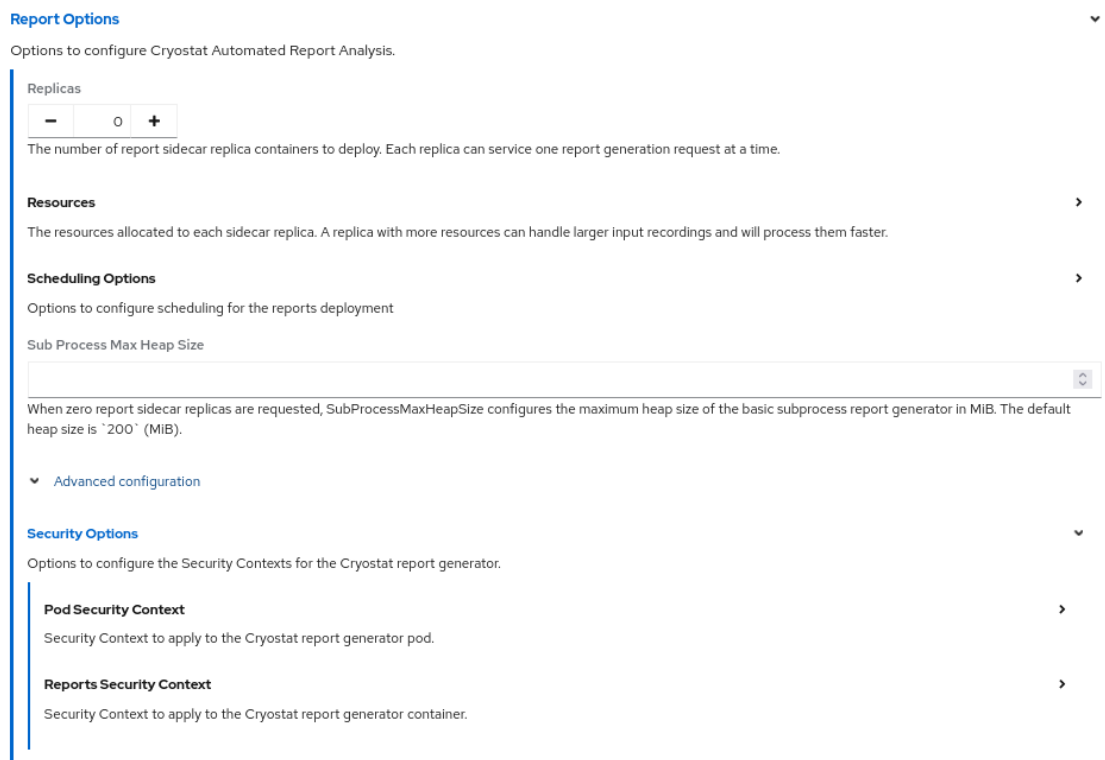 Report Options
Options to configure Cryostat Automated Report Analysis.
Replicas
0
The number of report sidecar replica containers to deploy. Each replica can service one report generation request at a time.
Resources
The resources allocated to each sidecar replica. A replica with more resources can handle larger input recordings and will process them faster.
Scheduling Options
Options to configure scheduling for the reports deployment
Sub Process Max Heap Size
When zero report sidecar replicas are requested, SubProcessMaxHeapSize configures the maximum heap size of the basic subprocess report generator in MiB. The default
heap size is `200` (MiB).
Advanced configuration
Security Options
Options to configure the Security Contexts for the Cryostat report generator.
Pod Security Context
Security Context to apply to the Cryostat report generator pod.
Reports Security Context
Security Context to apply to the Cryostat report generator container.